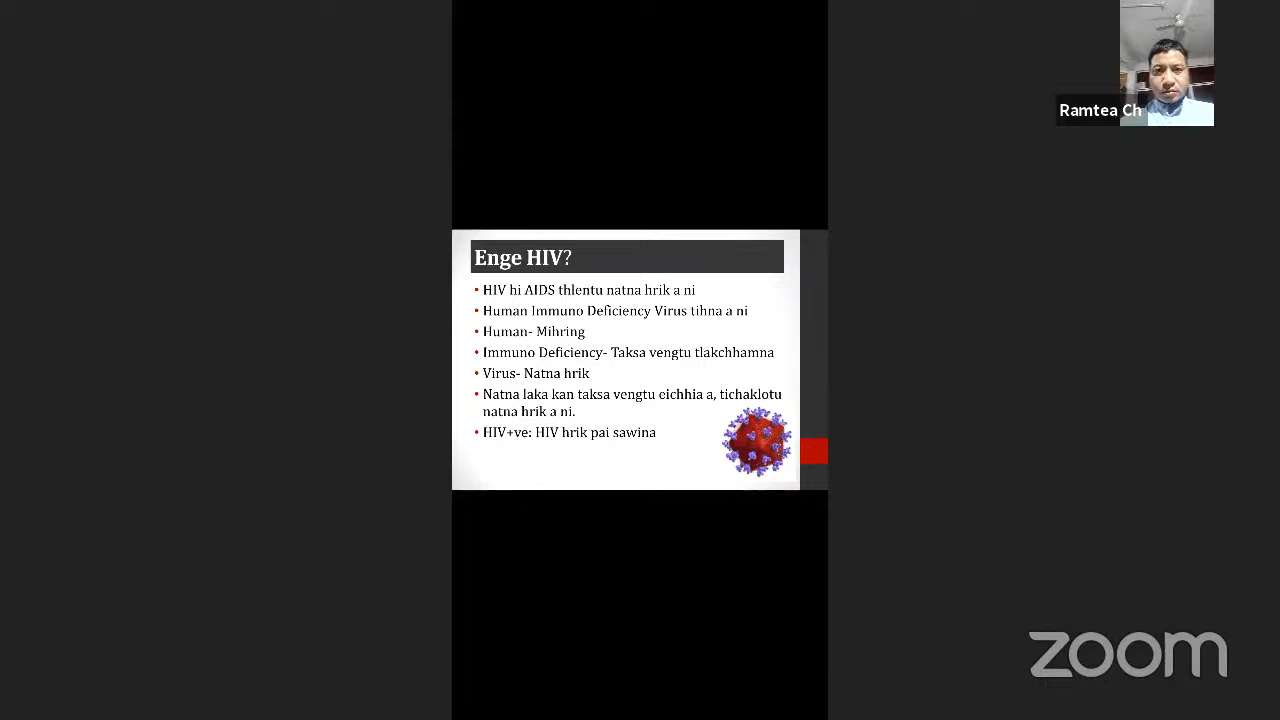 Ramtea Ch
Enge HIV?
• HIV hi AIDS thlentu natna hrik a ni
• Human Immuno Deficiency Virus tihna a ni
• Human- Mihring
• Immuno Deficiency- Taksa vengtu tlakchhamna
• Virus- Natna hrik
• Natna laka kan taksa vengtu eichhia a, tichaklotu
natna hrik a ni.
• HIV+ve: HIV hrik pai sawina
zoom